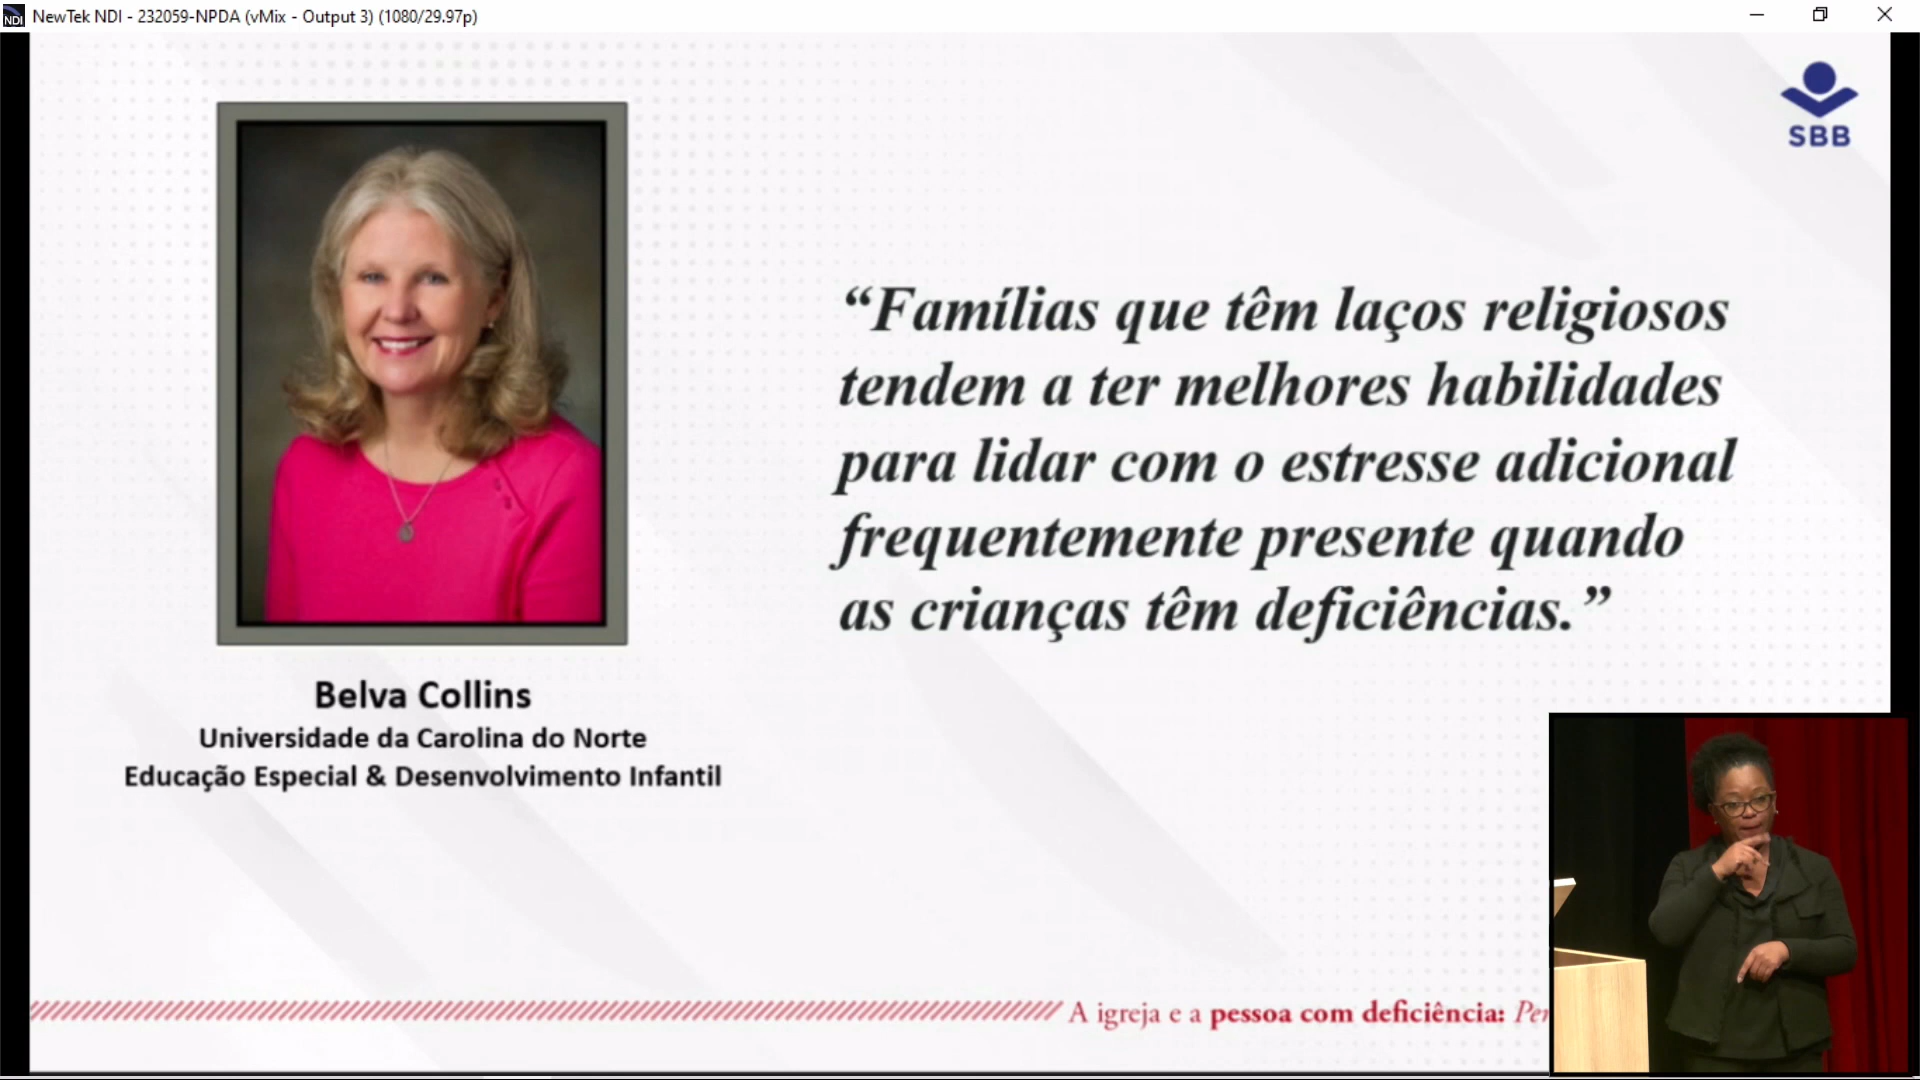 NewTek NDI - 232059-NPDA (vMix - Output 3) (1080/29.97p)
SBB
“Famílias que têm laços religiosos
tendem a ter melhores habilidades
para lidar com o estresse adicional
frequentemente presente quando
as crianças têm deficiências.”
Belva Collins
Universidade da Carolina do Norte
Educação Especial & Desenvolvimento Infantil
A igreja e a pessoa com deficiência: